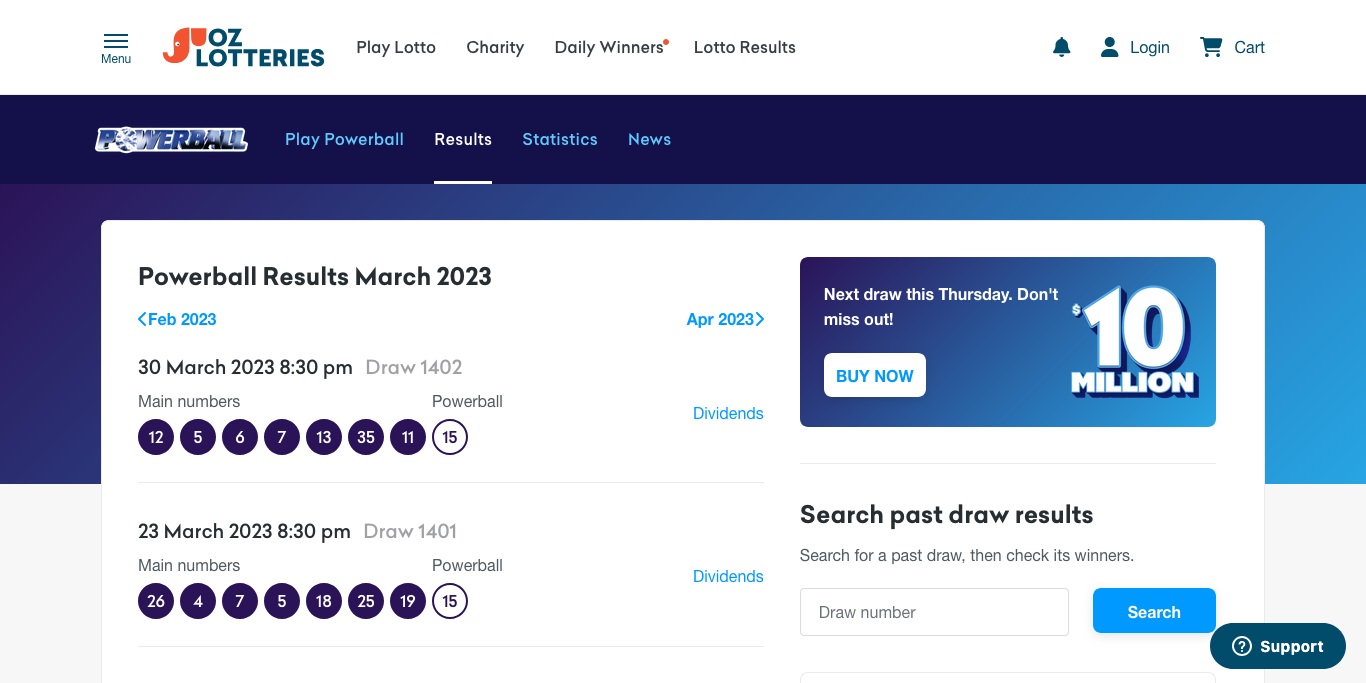 Menu
OZ
LOTTERIES
Play Lotto
Charity
Daily Winners
Lotto Results
Login
Cart
POWERBALL
Play Powerball
Results
Statistics
News
Powerball Results March 2023
Feb 2023
Apr 2023
30 March 2023 8:30 pm Draw 1402
Main numbers
Powerball
12 5 6 7 13 35 11 15
Dividends
23 March 2023 8:30 pm Draw 1401
Main numbers
Powerball
26 4 7 5 18 25 19 15
Dividends
Next draw this Thursday. Don't
miss out!
BUY NOW
$10
MILLION
Search past draw results
Search for a past draw, then check its winners.
Draw number
Search
Support